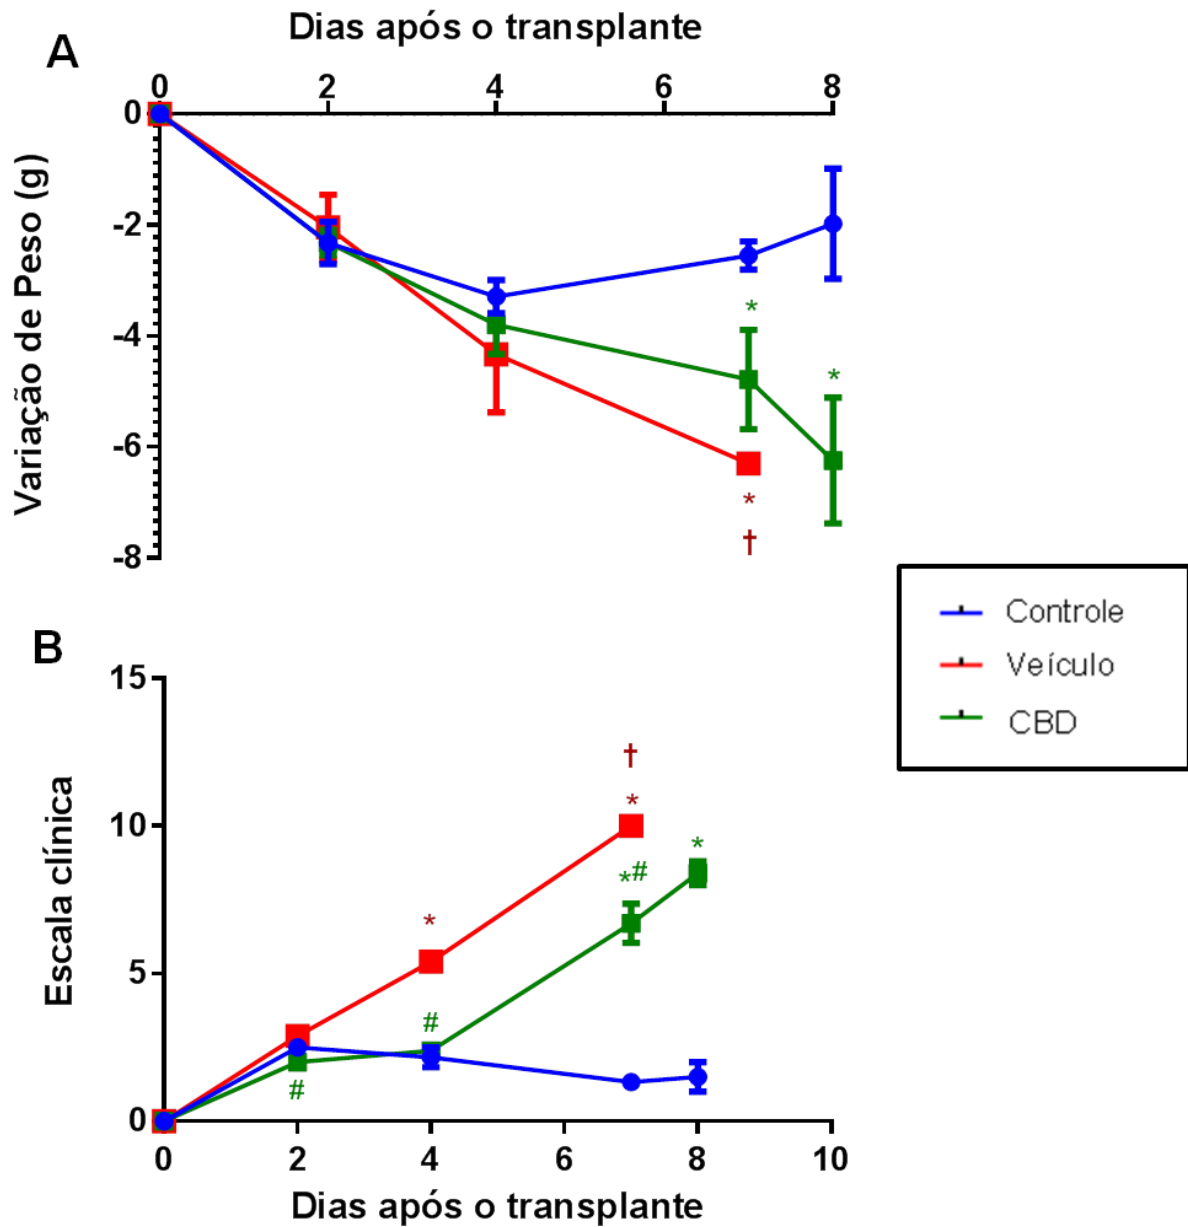 Dias após o transplante
A
0 2 4 6 8
0
-2
-4
-6
-8
Variação de Peso (g)
*
*
*
†
Controle
Veículo
CBD
B
15
10
5
0
Escala clínica
†
*
*
*#
*
#
#
0 2 4 6 8 10
Dias após o transplante